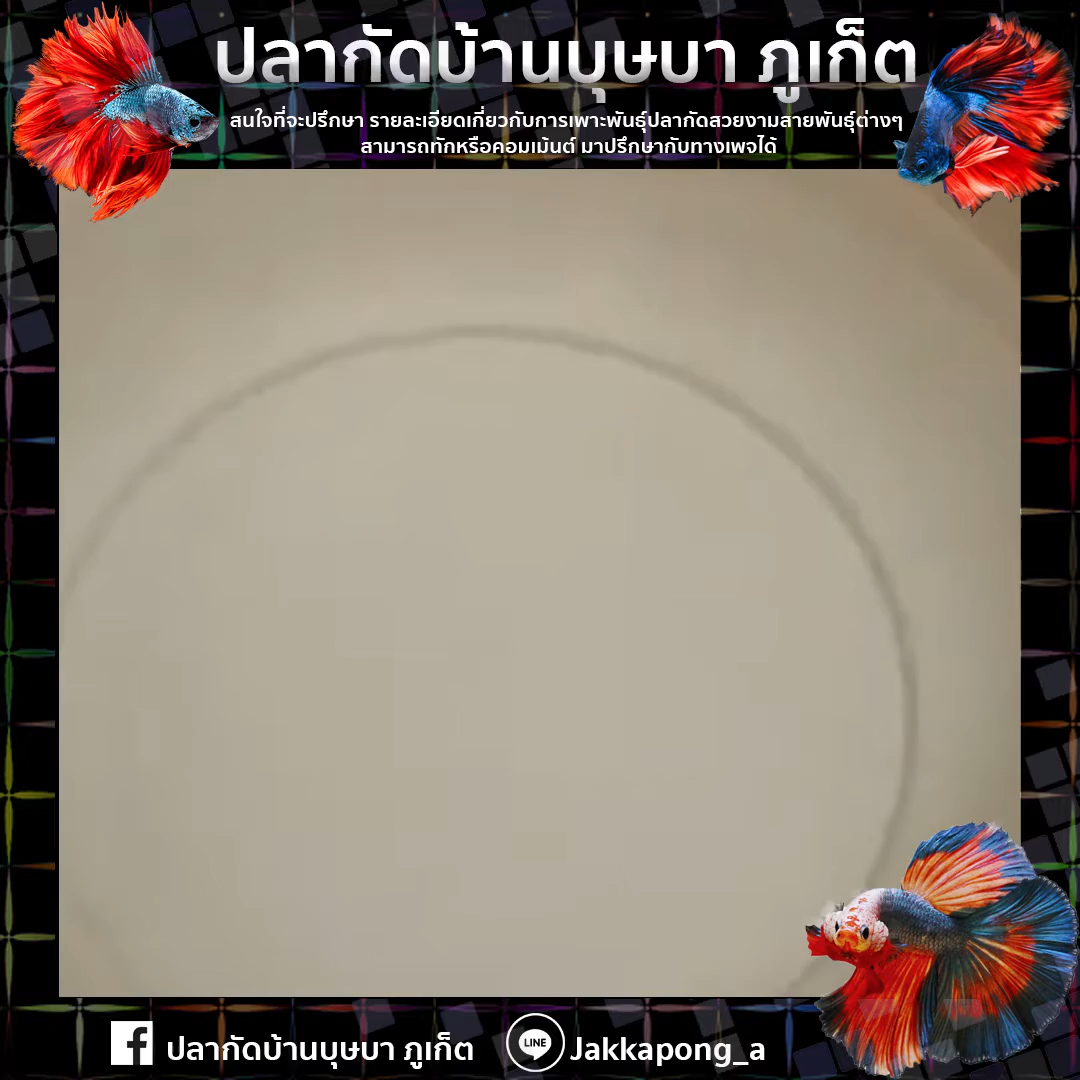 ปลากัดบ้านบุษบา ภูเก็ต
สนใจที่จะปรึกษา รายละเอียดเกี่ยวกับการเพาะพันธุ์ปลากัดสวยงามสายพันธุ์ต่างๆ
สามารถทักหรือคอมเม้นต์ มาปรึกษากับทางเพจได้
ปลากัดบ้านบุษบา ภูเก็ต LINE Jakkapong_a